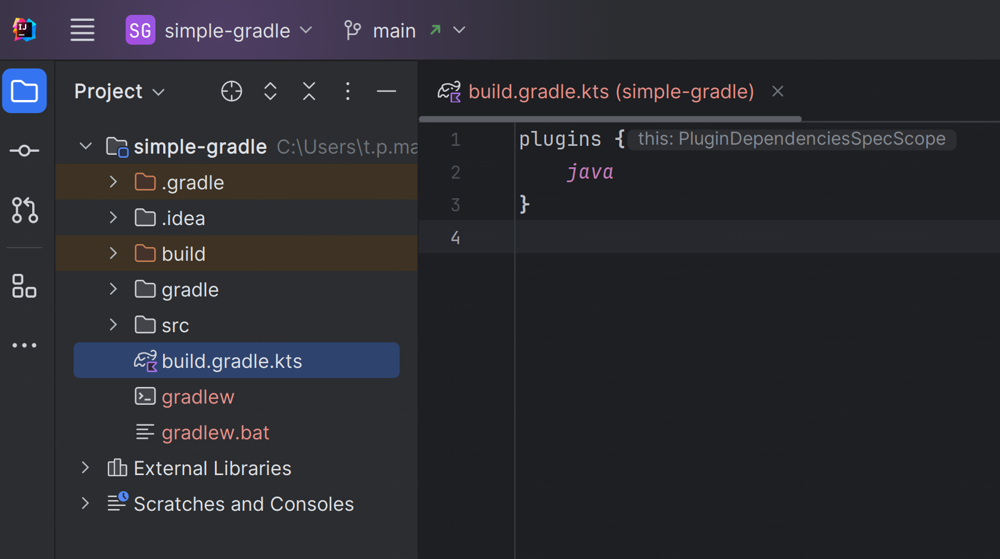 IJ
SG simple-gradle main
Project
build.gradle.kts (simple-gradle)
simple-gradle C:\Users\t.p.ma
.gradle
.idea
build
gradle
src
build.gradle.kts
gradlew
gradlew.bat
External Libraries
Scratches and Consoles
1 plugins { this: PluginDependenciesSpecScope
2 java
3 }
4